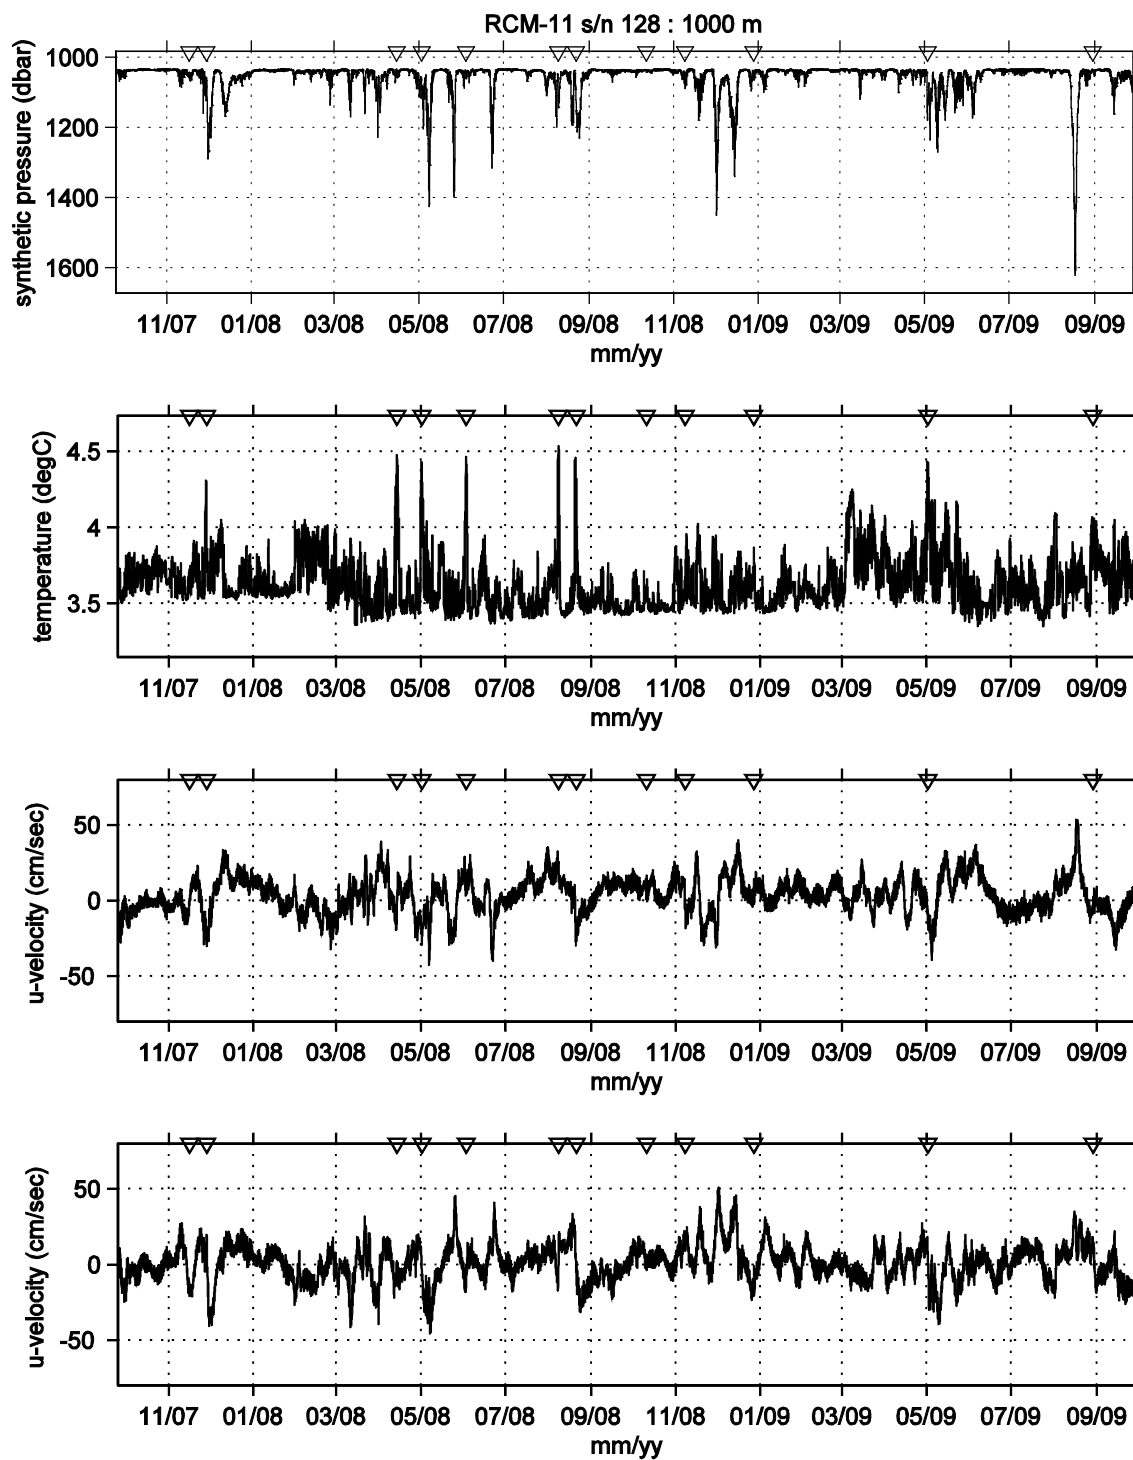 RCM-11 s/n 128 : 1000 m
synthetic pressure (dbar)
1000
1200
1400
1600
11/07 01/08 03/08 05/08 07/08 09/08 11/08 01/09 03/09 05/09 07/09 09/09
mm/yy
temperature (degC)
4.5
4
3.5
11/07 01/08 03/08 05/08 07/08 09/08 11/08 01/09 03/09 05/09 07/09 09/09
mm/yy
u-velocity (cm/sec)
50
0
-50
11/07 01/08 03/08 05/08 07/08 09/08 11/08 01/09 03/09 05/09 07/09 09/09
mm/yy
u-velocity (cm/sec)
50
0
-50
11/07 01/08 03/08 05/08 07/08 09/08 11/08 01/09 03/09 05/09 07/09 09/09
mm/yy